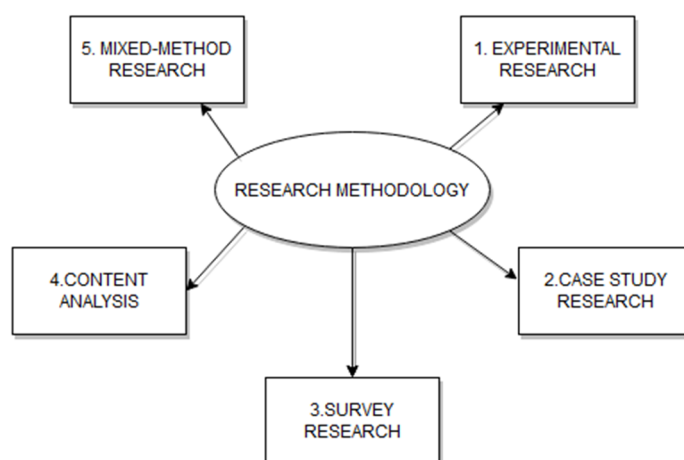 5. MIXED-METHOD
RESEARCH
1. EXPERIMENTAL
RESEARCH
RESEARCH METHODOLOGY
4.CONTENT
ANALYSIS
2.CASE STUDY
RESEARCH
3.SURVEY
RESEARCH